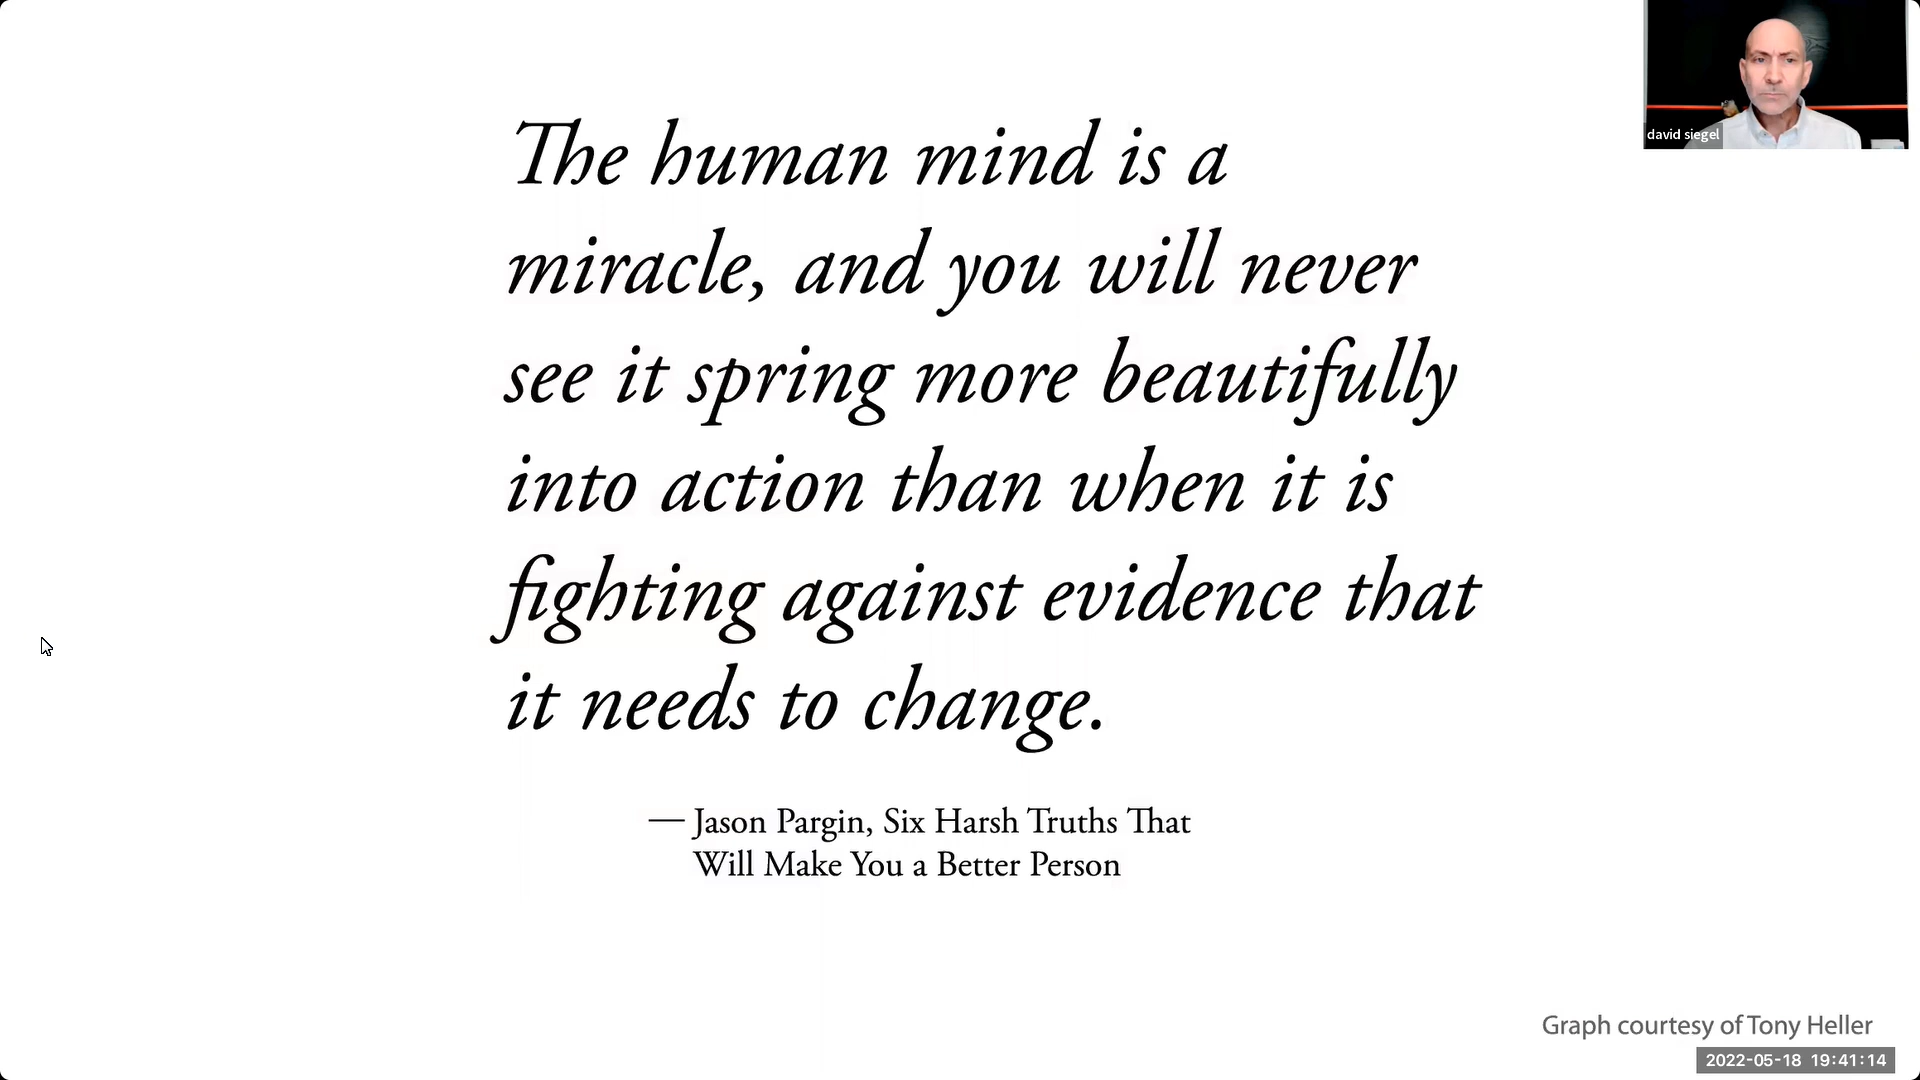 david siegel
The human mind is a
miracle, and you will never
see it spring more beautifully
into action than when it is
fighting against evidence that
it needs to change.
— Jason Pargin, Six Harsh Truths That
Will Make You a Better Person
Graph courtesy of Tony Heller
2022-05-18 19:41:14